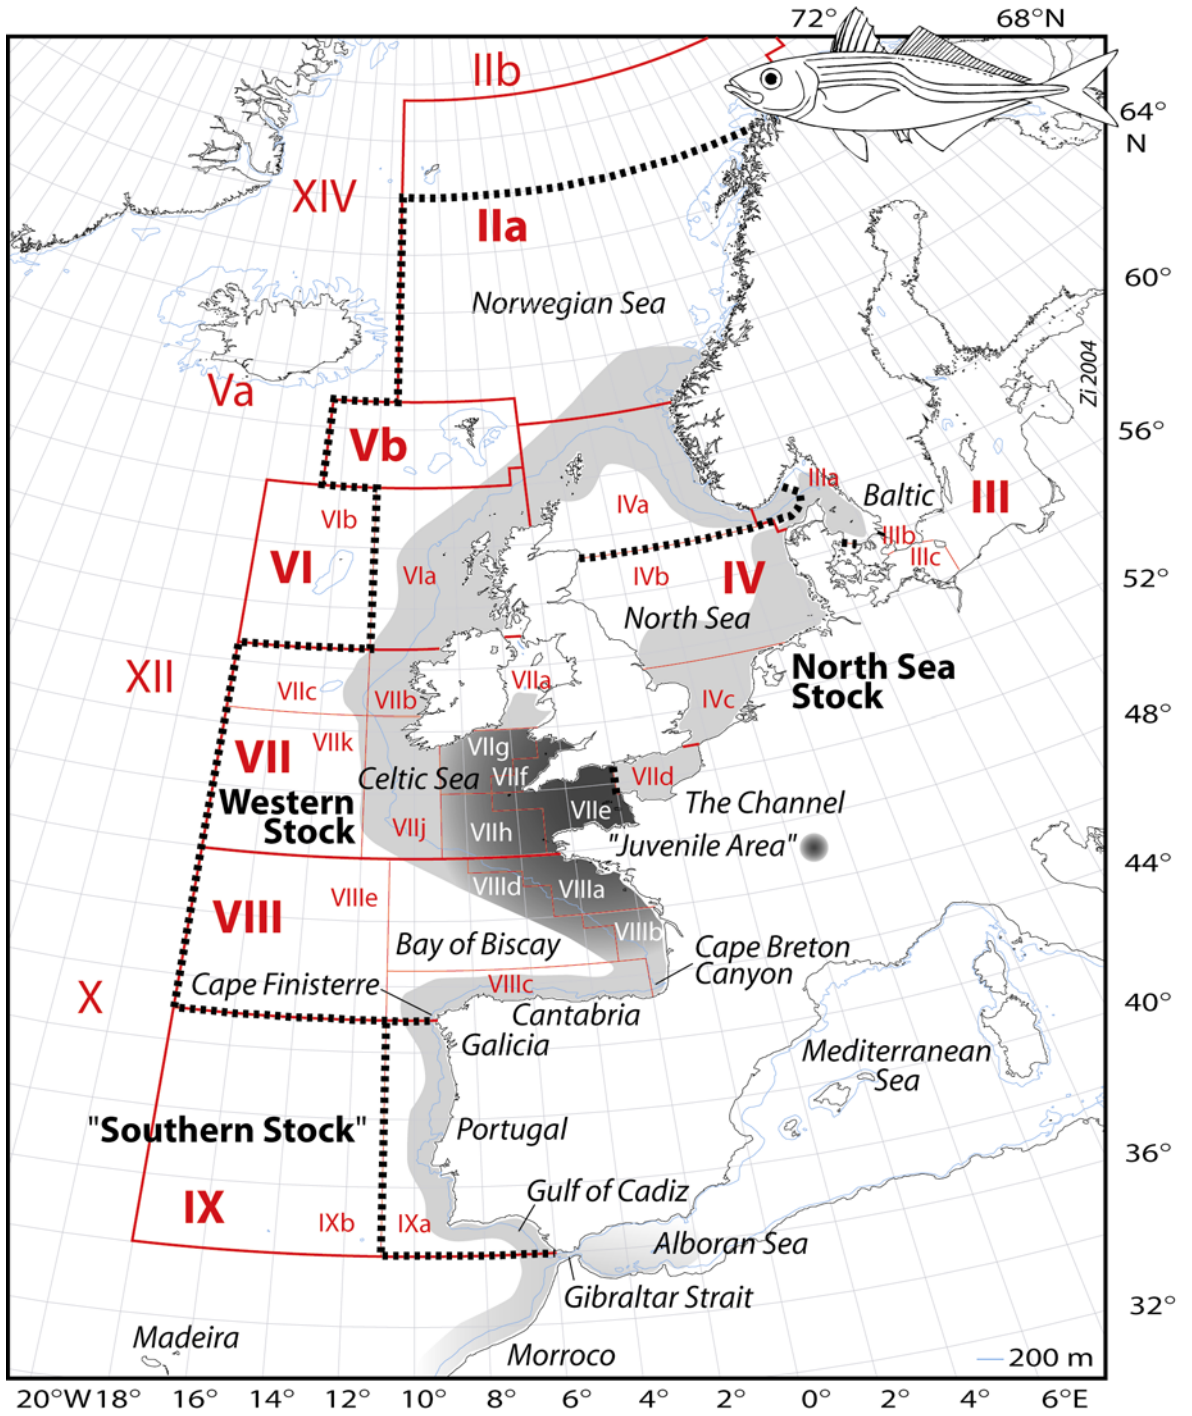 72° 68°N
IIb
64°
N
XIV
IIa
60°
Norwegian Sea
Zi 2004
Va
Vb
56°
IIIa
Baltic
III
IVa
VIb
IIIb
IIIc
VI
VIa
IVb
IV
52°
North Sea
XII
VIIa
North Sea
Stock
VIIc
VIIb
IVc
48°
VIIk
VIIg
VII
Celtic Sea
VIIf
VIId
Western
Stock
VIIe
The Channel
VIIj
VIIh
"Juvenile Area"
44°
VIIId
VIIIa
VIIIe
VIII
VIIIb
Bay of Biscay
Cape Breton
Canyon
Cape Finisterre
VIIIc
X
40°
Cantabria
Galicia
Mediterranean
Sea
"Southern Stock"
Portugal
36°
Gulf of Cadiz
IX
IXb
IXa
Alboran Sea
Gibraltar Strait
32°
Madeira
Morroco
200 m
20°W 18° 16° 14° 12° 10° 8° 6° 4° 0° 2° 4° 6°E